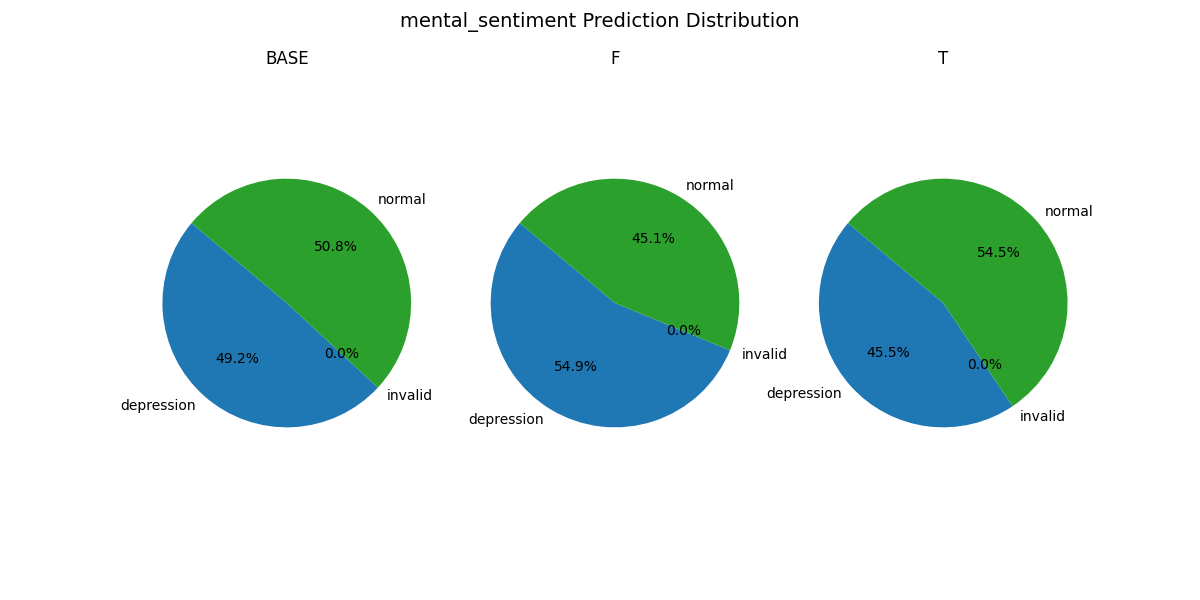 mental_sentiment Prediction Distribution
BASE
normal
50.8%
49.2%
0.0%
depression
invalid
F
normal
45.1%
0.0%
54.9%
invalid
depression
T
normal
54.5%
45.5%
0.0%
depression
invalid